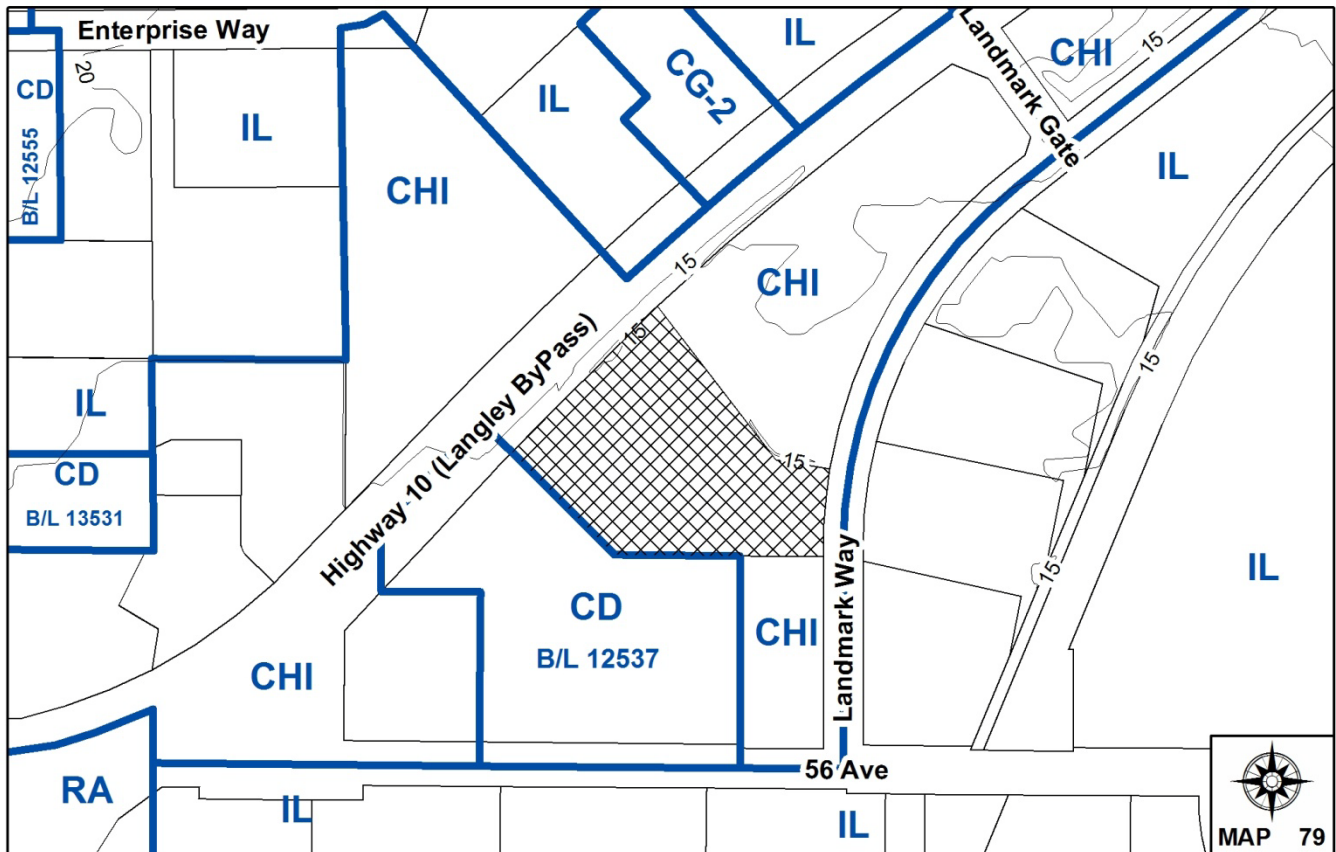 Enterprise Way
20
CD
B/L 12555
IL
CHI
IL
CG-2
IL
Landmark Gate
CHI
15
IL
15
CHI
15
Highway 10 (Langley ByPass)
15
15
IL
CD
B/L 13531
CD
B/L 12537
CHI
Landmark Way
15
IL
CHI
RA
IL
56 Ave
IL
MAP 79